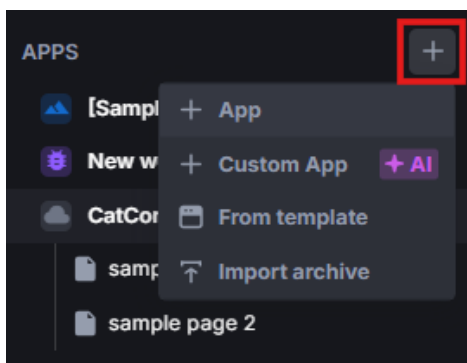 APPS
[Sampl
+ App
New w
+ Custom App
AI
CatCor
From template
samp
Import archive
sample page 2